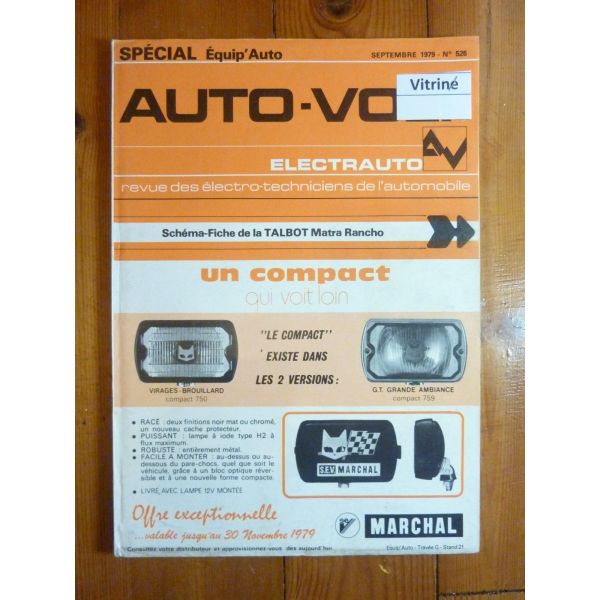 SPÉCIAL Équip'Auto
SEPTEMBRE 1979 - N° 526
Vitrine
AUTO-VO
ELECTRAUTO
revue des électro-techniciens de l'automobile
Schéma-Fiche de la TALBOT Matra Rancho
un compact
qui voit loin
"LE COMPACT"
EXISTE DANS
LES 2 VERSIONS :
VIRAGES-BROUILLARD
compact 750
G.T. GRANDE AMBIANCE
compact 759
• RACÉ : deux finitions noir mat ou chromé,
un nouveau cache protecteur.
• PUISSANT : lampe à iode type H2 à
flux maximum.
• ROBUSTE : entièrement métal.
• FACILE A MONTER : au-dessus ou au-
dessous du pare-chocs, quel que soit le
véhicule, grâce à un bloc optique réver-
sible et à une nouvelle forme compacte.
• LIVRÉ AVEC LAMPE 12V MONTÉE
SEV MARCHAL
Offre exceptionnelle
...valable jusqu'au 30 Novembre 1979
MARCHAL
Consultez votre distributeur et approvisionnez-vous dès aujourd'hui
Equip'Auto - Travée G - Stand 21